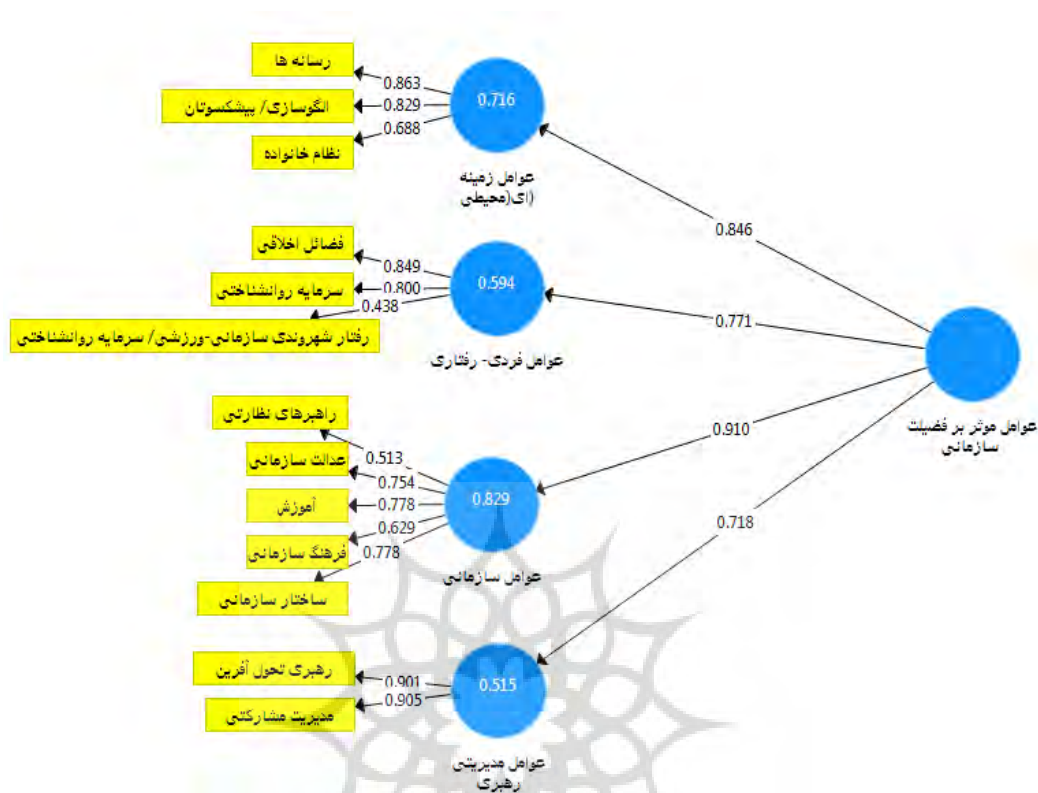 رسانه ها
0.863
الگوسازی/ پیشکسوتان
0.829
نظام خانواده
0.688
0.716
عوامل زمینه
(ای(محیطی
0.846
فضائل اخلاقی
0.849
سرمایه روانشناختی
0.800
رفتار شهروندی سازمانی-ورزشی/ سرمایه روانشناختی
0.438
0.594
عوامل فردی- رفتاری
0.771
عوامل موثر بر فضیلت
سازمانی
راهبرهای نظارتی
0.513
عدالت سازمانی
0.754
آموزش
0.778
فرهنگ سازمانی
0.629
ساختار سازمانی
0.778
0.829
عوامل سازمانی
0.910
رهبری تحول آفرین
0.901
مدیریت مشارکتی
0.905
0.515
عوامل مدیریتی
رهبری
0.718